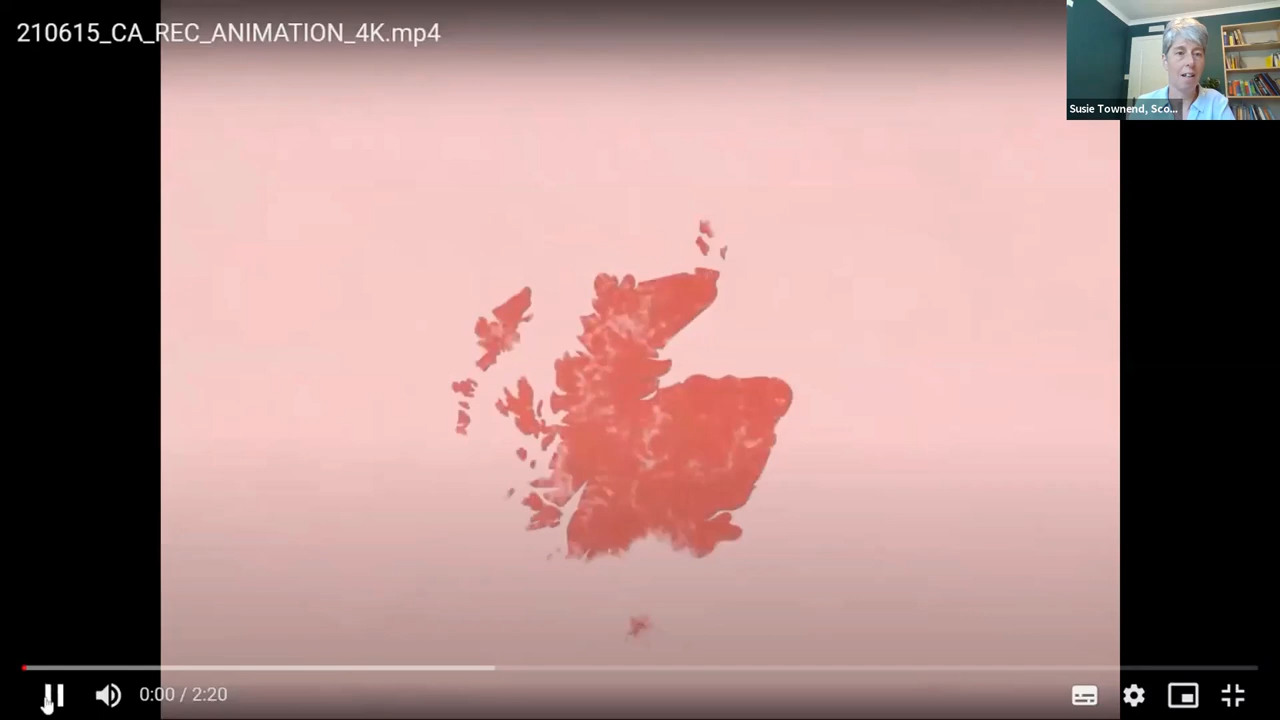 210615_CA_REC_ANIMATION_4K.mp4
Susie Townend, Sco...
0:00 / 2:20